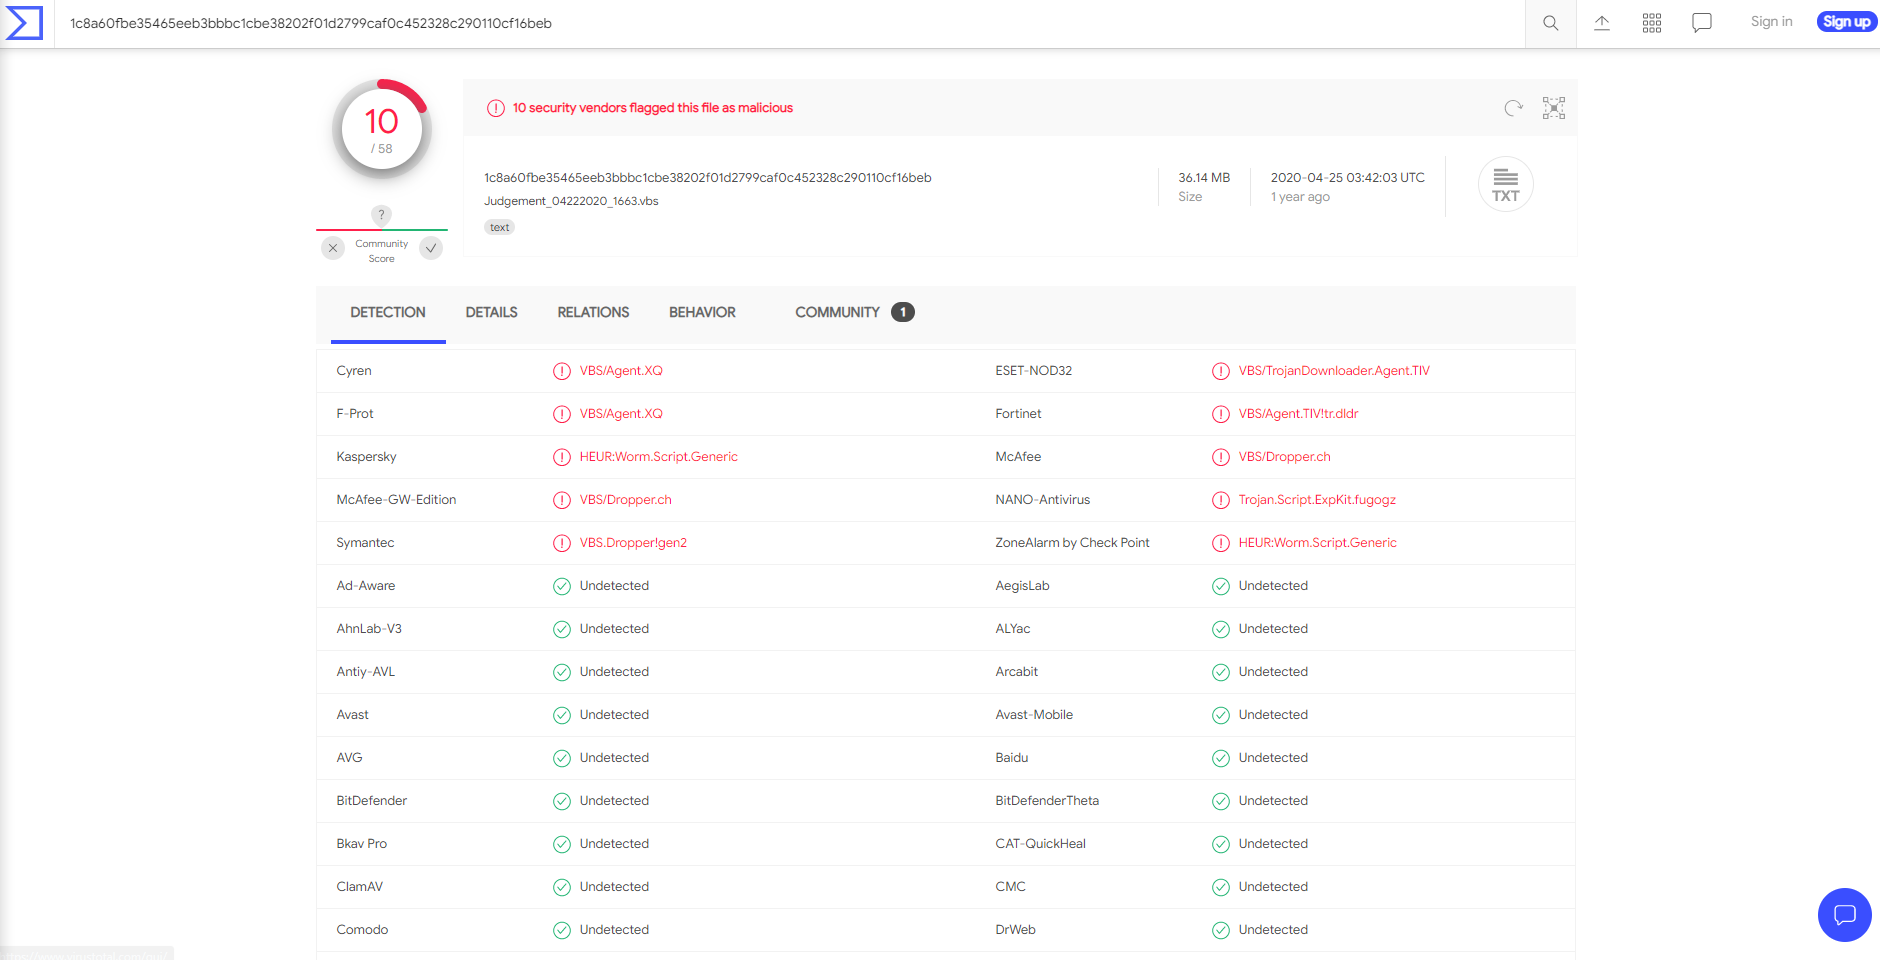 1c8a60fbe35465eeb3bbbc1cbe38202f01d2799caf0c452328c290110cf16beb
Sign in
Sign up
10
/ 58
10 security vendors flagged this file as malicious
1c8a60fbe35465eeb3bbbc1cbe38202f01d2799caf0c452328c290110cf16beb
Judgement_04222020_1663.vbs
text
36.14 MB
Size
2020-04-25 03:42:03 UTC
1 year ago
TXT
?
Community
Score
DETECTION DETAILS RELATIONS BEHAVIOR COMMUNITY 1
Cyren VBS/Agent.XQ ESET-NOD32 VBS/TrojanDownloader.Agent.TIV
F-Prot VBS/Agent.XQ Fortinet VBS/Agent.TIV!tr.dldr
Kaspersky HEUR:Worm.Script.Generic McAfee VBS/Dropper.ch
McAfee-GW-Edition VBS/Dropper.ch NANO-Antivirus Trojan.Script.ExpKit.fugogz
Symantec VBS.Dropper!gen2 ZoneAlarm by Check Point HEUR:Worm.Script.Generic
Ad-Aware Undetected AegisLab Undetected
AhnLab-V3 Undetected ALYac Undetected
Antiy-AVL Undetected Arcabit Undetected
Avast Undetected Avast-Mobile Undetected
AVG Undetected Baidu Undetected
BitDefender Undetected BitDefenderTheta Undetected
Bkav Pro Undetected CAT-QuickHeal Undetected
ClamAV Undetected CMC Undetected
Comodo Undetected DrWeb Undetected